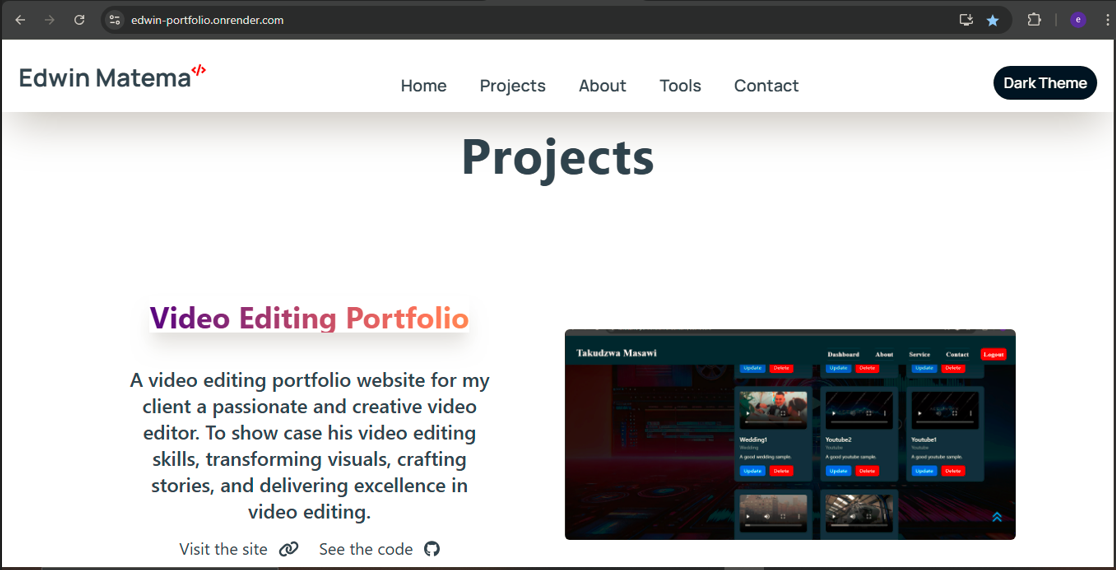 edwin-portfolio.onrender.com
e
Edwin Matema</>
Home Projects About Tools Contact
Dark Theme
Projects
Video Editing Portfolio
A video editing portfolio website for my
client a passionate and creative video
editor. To show case his video editing
skills, transforming visuals, crafting
stories, and delivering excellence in
video editing.
Visit the site See the code
Takudzwa Masawi
Dashboard About Service Contact Logout
Update Delete Update Delete Update Delete
Wedding1 Youtube2 Youtube1
Wedding Youtube Youtube
A good wedding sample. A good youtube sample. A good youtube sample.
Update Delete Update Delete Update Delete